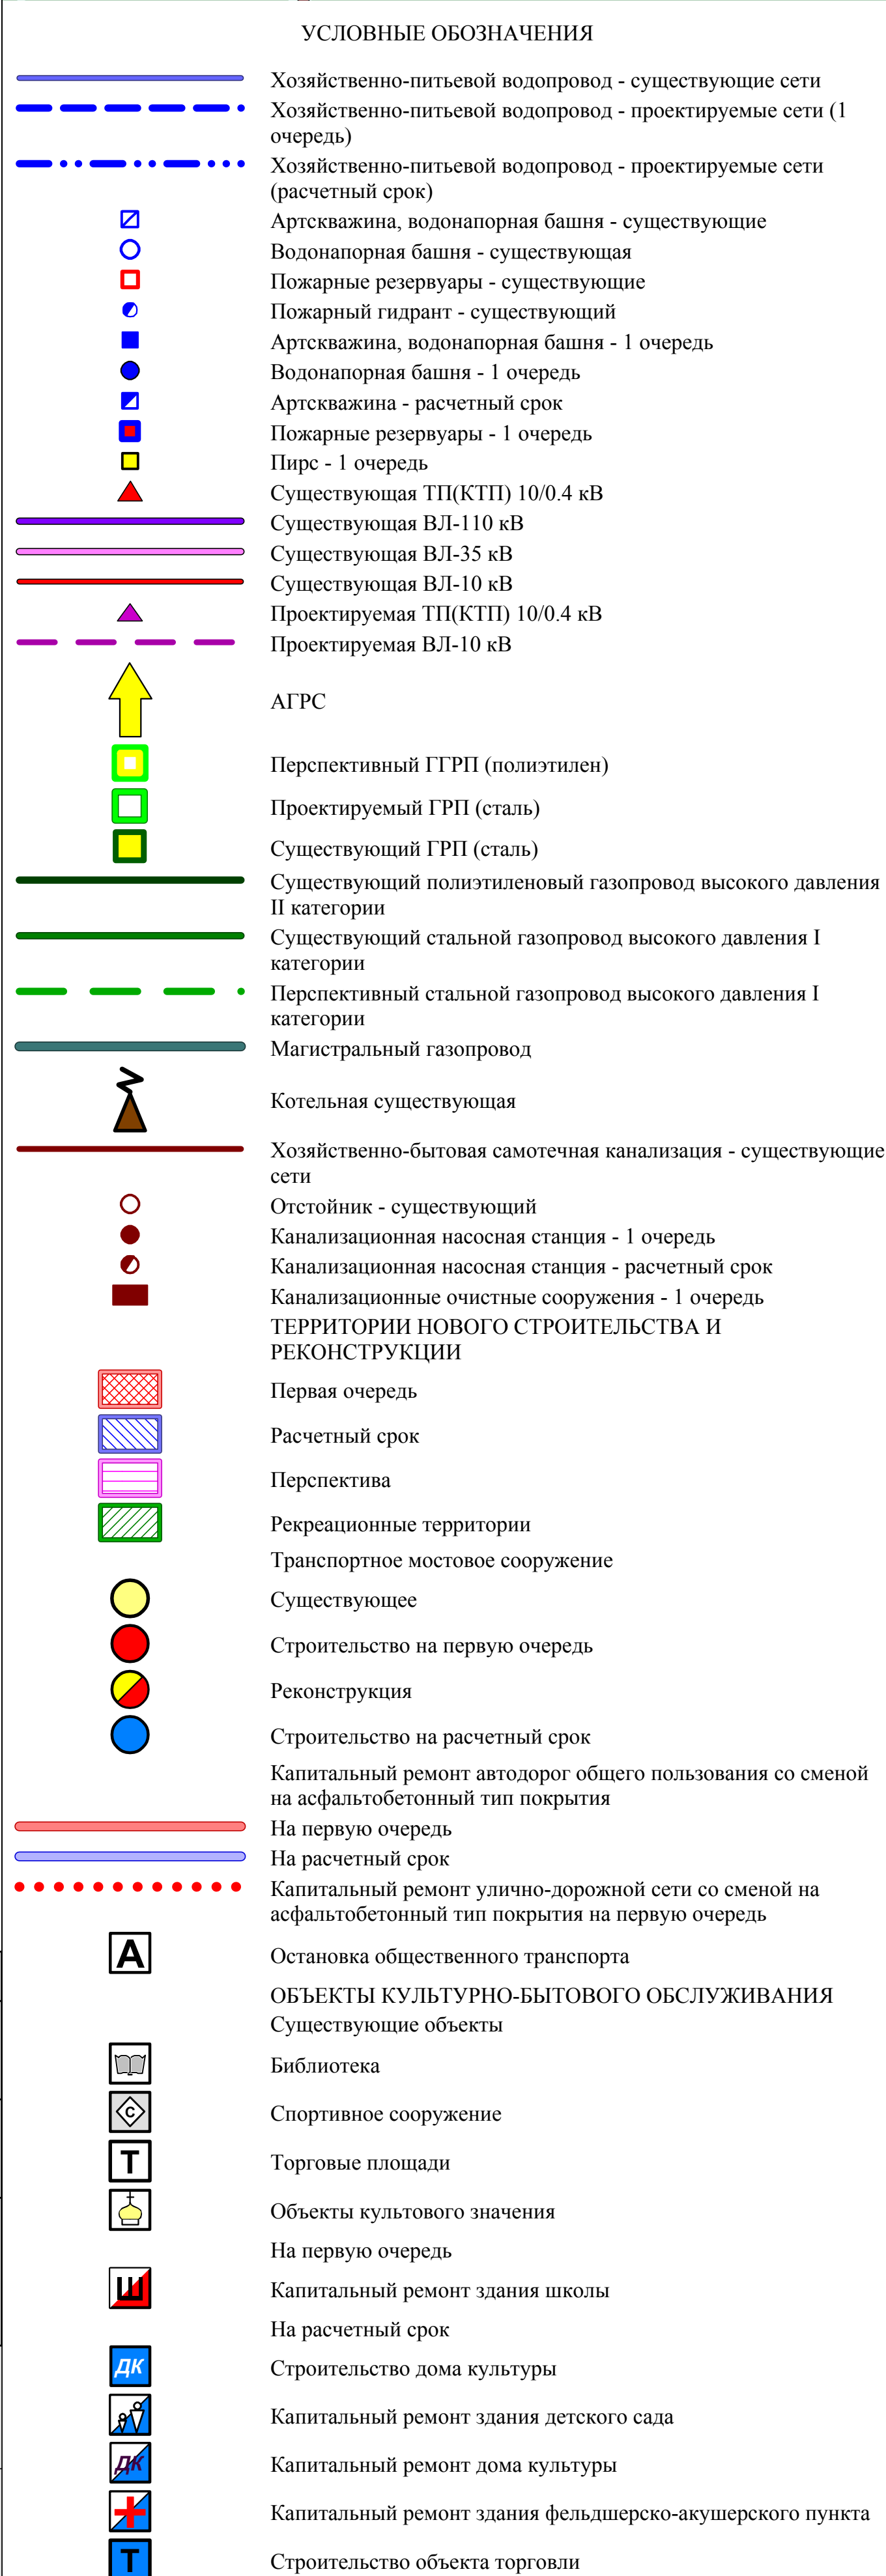 УСЛОВНЫЕ ОБОЗНАЧЕНИЯ
Хозяйственно-питьевой водопровод - существующие сети
Хозяйственно-питьевой водопровод - проектируемые сети (1
очередь)
Хозяйственно-питьевой водопровод - проектируемые сети
(расчетный срок)
Артскважина, водонапорная башня - существующие
Водонапорная башня - существующая
Пожарные резервуары - существующие
Пожарный гидрант - существующий
Артскважина, водонапорная башня - 1 очередь
Водонапорная башня - 1 очередь
Артскважина - расчетный срок
Пожарные резервуары - 1 очередь
Пирс - 1 очередь
Существующая ТП(КТП) 10/0.4 кВ
Существующая ВЛ-110 кВ
Существующая ВЛ-35 кВ
Существующая ВЛ-10 кВ
Проектируемая ТП(КТП) 10/0.4 кВ
Проектируемая ВЛ-10 кВ
АГРС
Перспективный ГГРП (полиэтилен)
Проектируемый ГРП (сталь)
Существующий ГРП (сталь)
Существующий полиэтиленовый газопровод высокого давления
II категории
Существующий стальной газопровод высокого давления I
категории
Перспективный стальной газопровод высокого давления I
категории
Магистральный газопровод
Котельная существующая
Хозяйственно-бытовая самотечная канализация - существующие
сети
Отстойник - существующий
Канализационная насосная станция - 1 очередь
Канализационная насосная станция - расчетный срок
Канализационные очистные сооружения - 1 очередь
ТЕРРИТОРИИ НОВОГО СТРОИТЕЛЬСТВА И
РЕКОНСТРУКЦИИ
Первая очередь
Расчетный срок
Перспектива
Рекреационные территории
Транспортное мостовое сооружение
Существующее
Строительство на первую очередь
Реконструкция
Строительство на расчетный срок
Капитальный ремонт автодорог общего пользования со сменой
на асфальтобетонный тип покрытия
На первую очередь
На расчетный срок
Капитальный ремонт улично-дорожной сети со сменой на
асфальтобетонный тип покрытия на первую очередь
А Остановка общественного транспорта
ОБЪЕКТЫ КУЛЬТУРНО-БЫТОВОГО ОБСЛУЖИВАНИЯ
Существующие объекты
Библиотека
С Спортивное сооружение
Т Торговые площади
Объекты культового значения
На первую очередь
Ш Капитальный ремонт здания школы
На расчетный срок
ДК Строительство дома культуры
Капитальный ремонт здания детского сада
ДК Капитальный ремонт дома культуры
Капитальный ремонт здания фельдшерско-акушерского пункта
Т Строительство объекта торговли